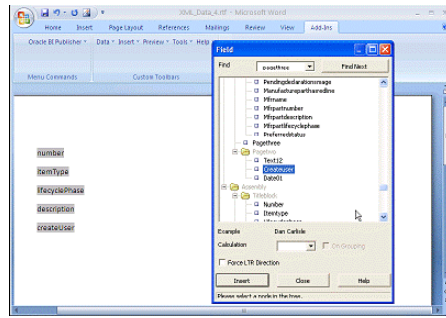 XML_Data_4.rtf - Microsoft Word
Home Insert Page Layout References Mailings Review View Add-Ins
Oracle BI Publisher Data Insert Preview Tools Help
Menu Commands Custom Toolbars
number
itemType
lifecyclePhase
description
createUser
Field
Find pagethree Find Next
Pendingdeclarationsmage
Manufacturerparthasredline
Mfrname
Mfrpartnumber
Mfrpartdescription
Mfrpartlifecyclephase
Preferredstatus
Pagethree
Pagetwo
Text12
Createuser
Date01
Assembly
Titleblock
Number
Itemtype
Example Dan Carlisle
Calculation On Grouping
Force LTR Direction
Insert Close Help
Please select a node in the tree.